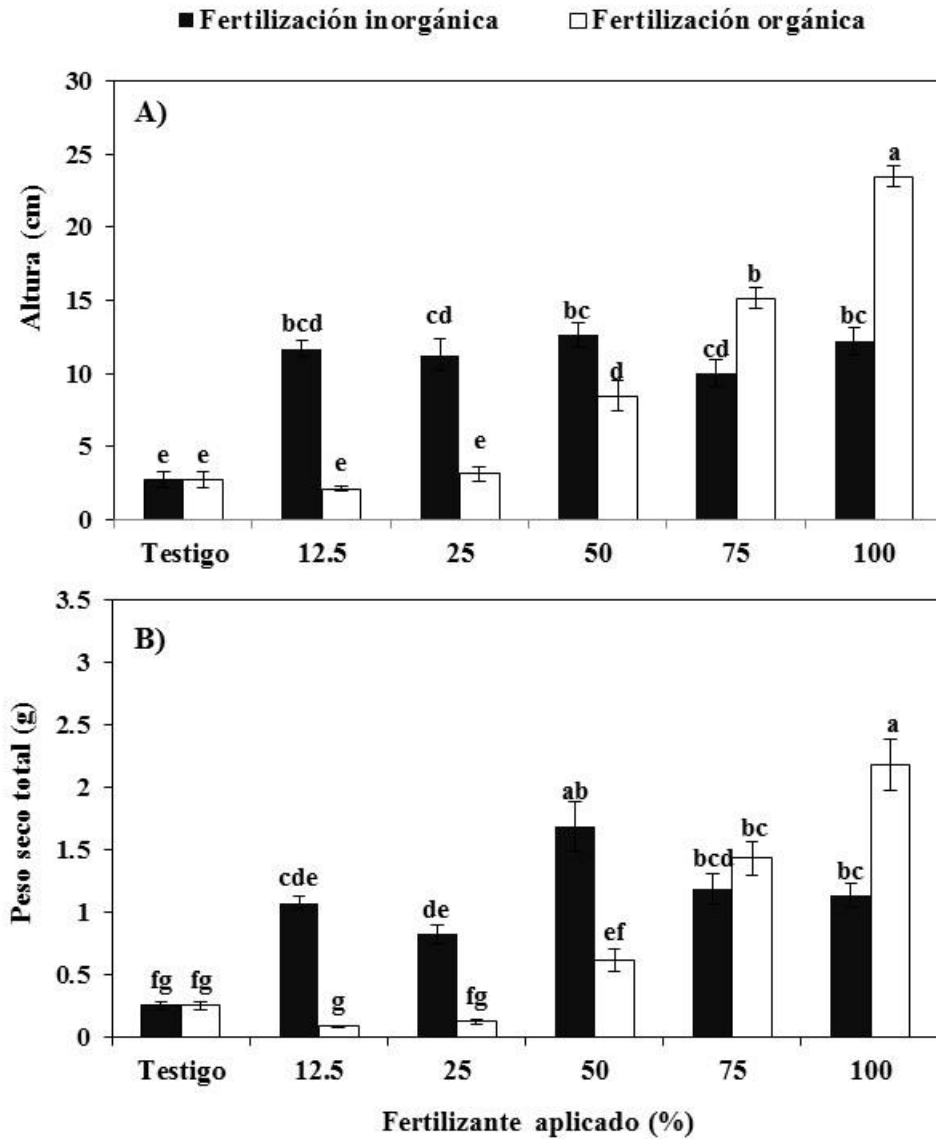 Fertilización inorgánica Fertilización orgánica
A)
Altura (cm)
30
25
20
15
10
5
0
e e bcd e cd e bc d cd b bc a
Testigo 12.5 25 50 75 100
B)
Peso seco total (g)
3.5
3
2.5
2
1.5
1
0.5
0
fg fg cde g de fg ab ef bcd bc bc a
Testigo 12.5 25 50 75 100
Fertilizante aplicado (%)